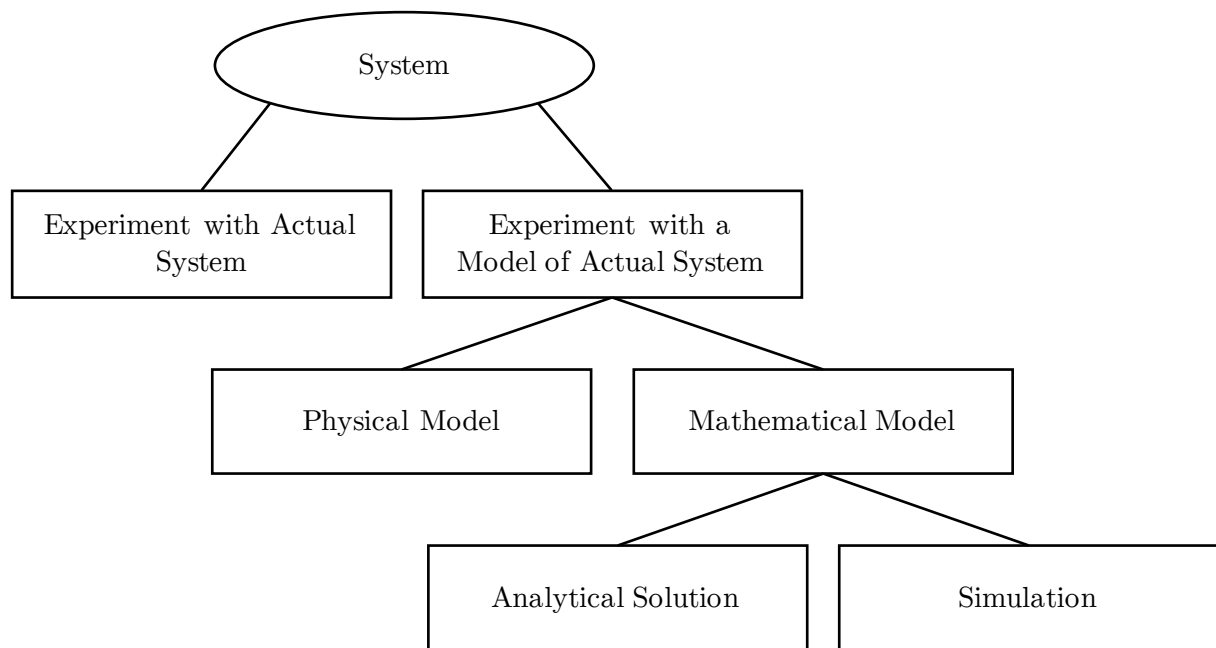 System
Experiment with Actual
System
Experiment with a
Model of Actual System
Physical Model
Mathematical Model
Analytical Solution
Simulation